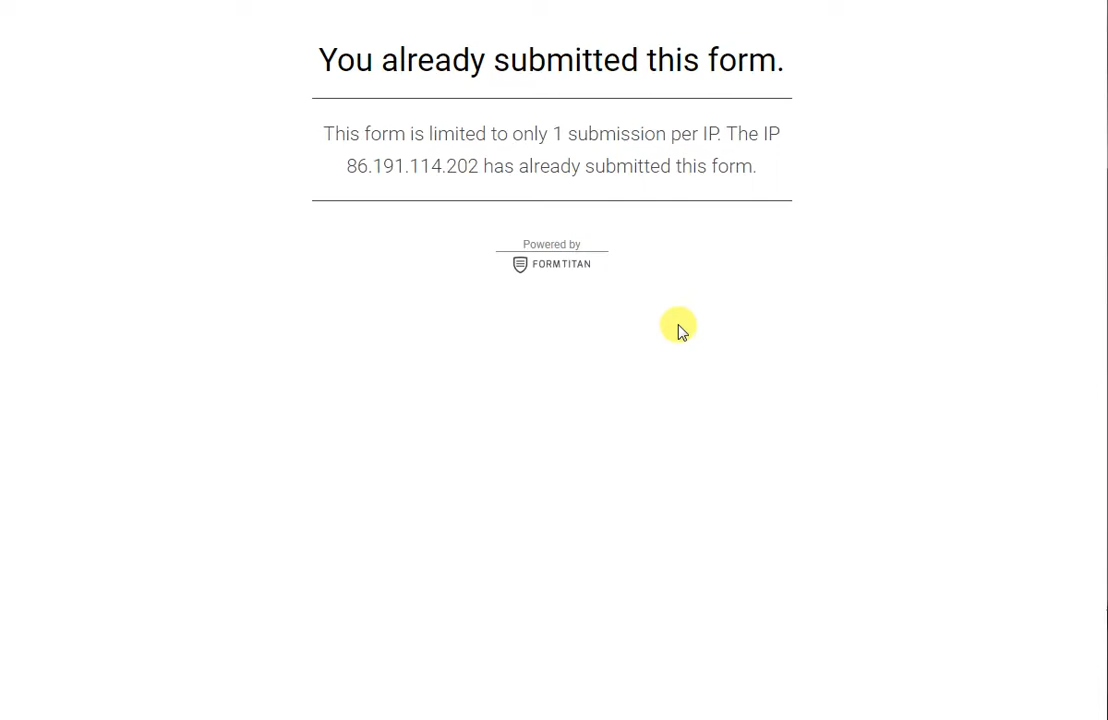 You already submitted this form.
This form is limited to only 1 submission per IP. The IP
86.191.114.202 has already submitted this form.
Powered by
FORMTITAN